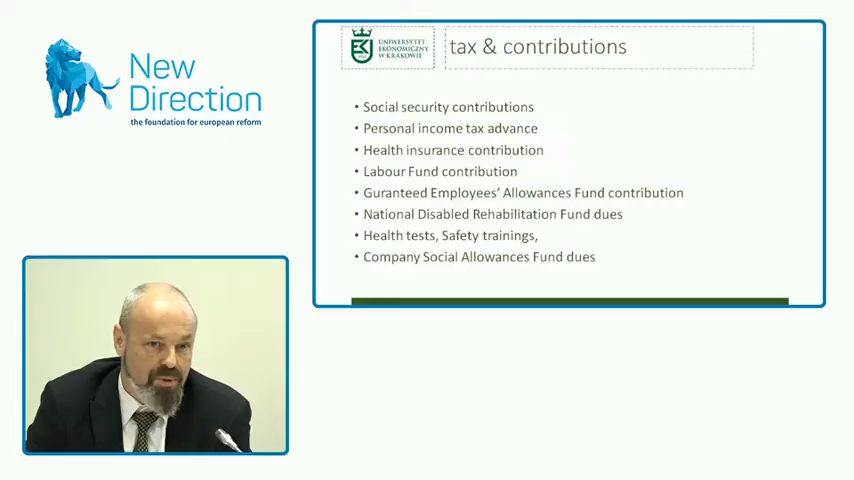 New
Direction
the foundation for european reform
UNIWERSYTET
EKONOMICZNY
W KRAKOWIE
tax & contributions
• Social security contributions
• Personal income tax advance
• Health insurance contribution
• Labour Fund contribution
• Guranteed Employees’ Allowances Fund contribution
• National Disabled Rehabilitation Fund dues
• Health tests, Safety trainings,
• Company Social Allowances Fund dues